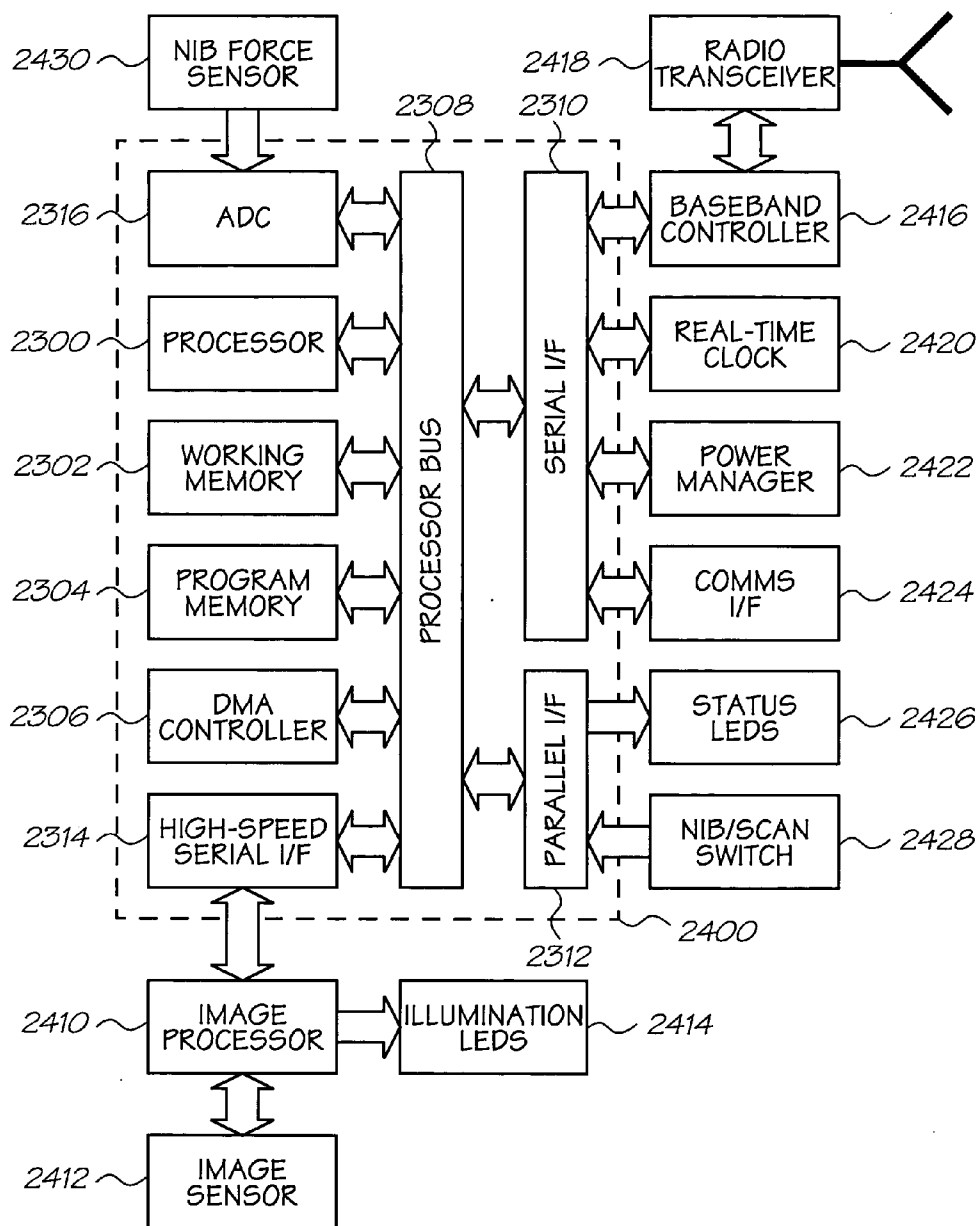 2430
NIB FORCE
SENSOR
2418
RADIO
TRANSCEIVER
2308
2310
2316
ADC
BASEBAND
CONTROLLER
2416
2300
PROCESSOR
REAL-TIME
CLOCK
2420
2302
WORKING
MEMORY
PROCESSOR BUS
SERIAL I/F
POWER
MANAGER
2422
2304
PROGRAM
MEMORY
COMMS
I/F
2424
2306
DMA
CONTROLLER
PARALLEL I/F
STATUS
LEDS
2426
2314
HIGH-SPEED
SERIAL I/F
NIB/SCAN
SWITCH
2428
2312
2400
2410
IMAGE
PROCESSOR
ILLUMINATION
LEDS
2414
2412
IMAGE
SENSOR